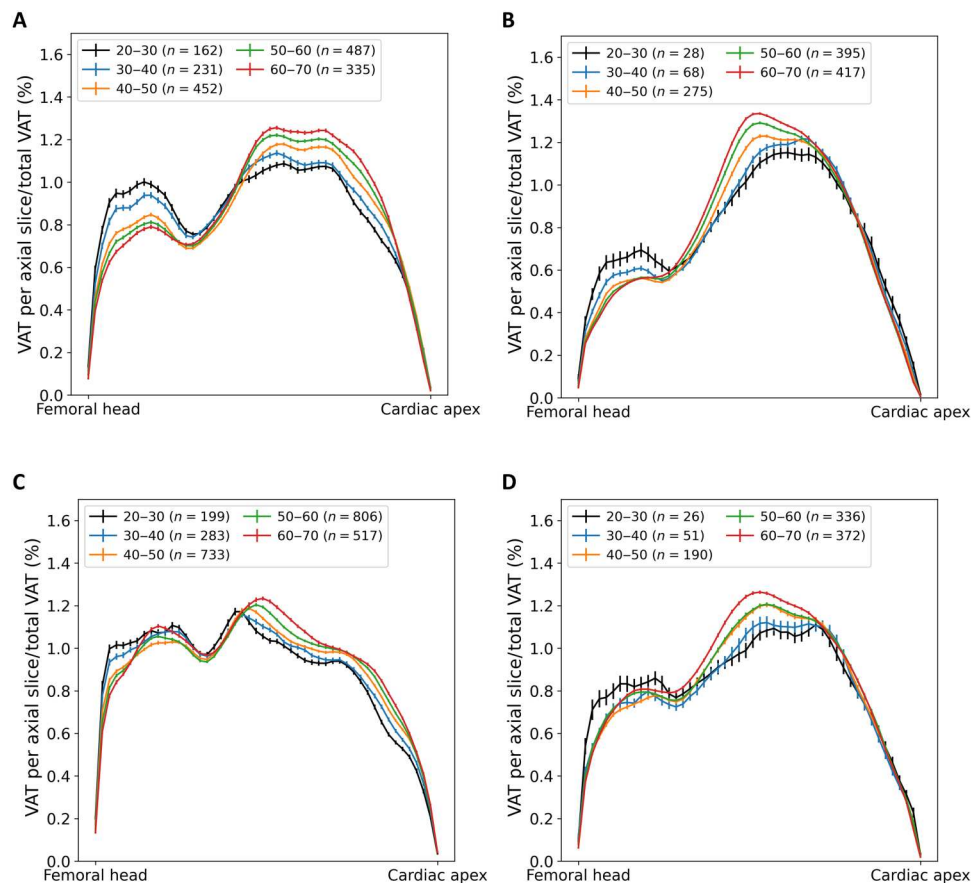 A
VAT per axial slice/total VAT (%)
1.6
1.4
1.2
1.0
0.8
0.6
0.4
0.2
0.0
20–30 (n = 162)
30–40 (n = 231)
40–50 (n = 452)
50–60 (n = 487)
60–70 (n = 335)
Femoral head
Cardiac apex
B
VAT per axial slice/total VAT (%)
1.6
1.4
1.2
1.0
0.8
0.6
0.4
0.2
0.0
20–30 (n = 28)
30–40 (n = 68)
40–50 (n = 275)
50–60 (n = 395)
60–70 (n = 417)
Femoral head
Cardiac apex
C
VAT per axial slice/total VAT (%)
1.6
1.4
1.2
1.0
0.8
0.6
0.4
0.2
0.0
20–30 (n = 199)
30–40 (n = 283)
40–50 (n = 733)
50–60 (n = 806)
60–70 (n = 517)
Femoral head
Cardiac apex
D
VAT per axial slice/total VAT (%)
1.6
1.4
1.2
1.0
0.8
0.6
0.4
0.2
0.0
20–30 (n = 26)
30–40 (n = 51)
40–50 (n = 190)
50–60 (n = 336)
60–70 (n = 372)
Femoral head
Cardiac apex